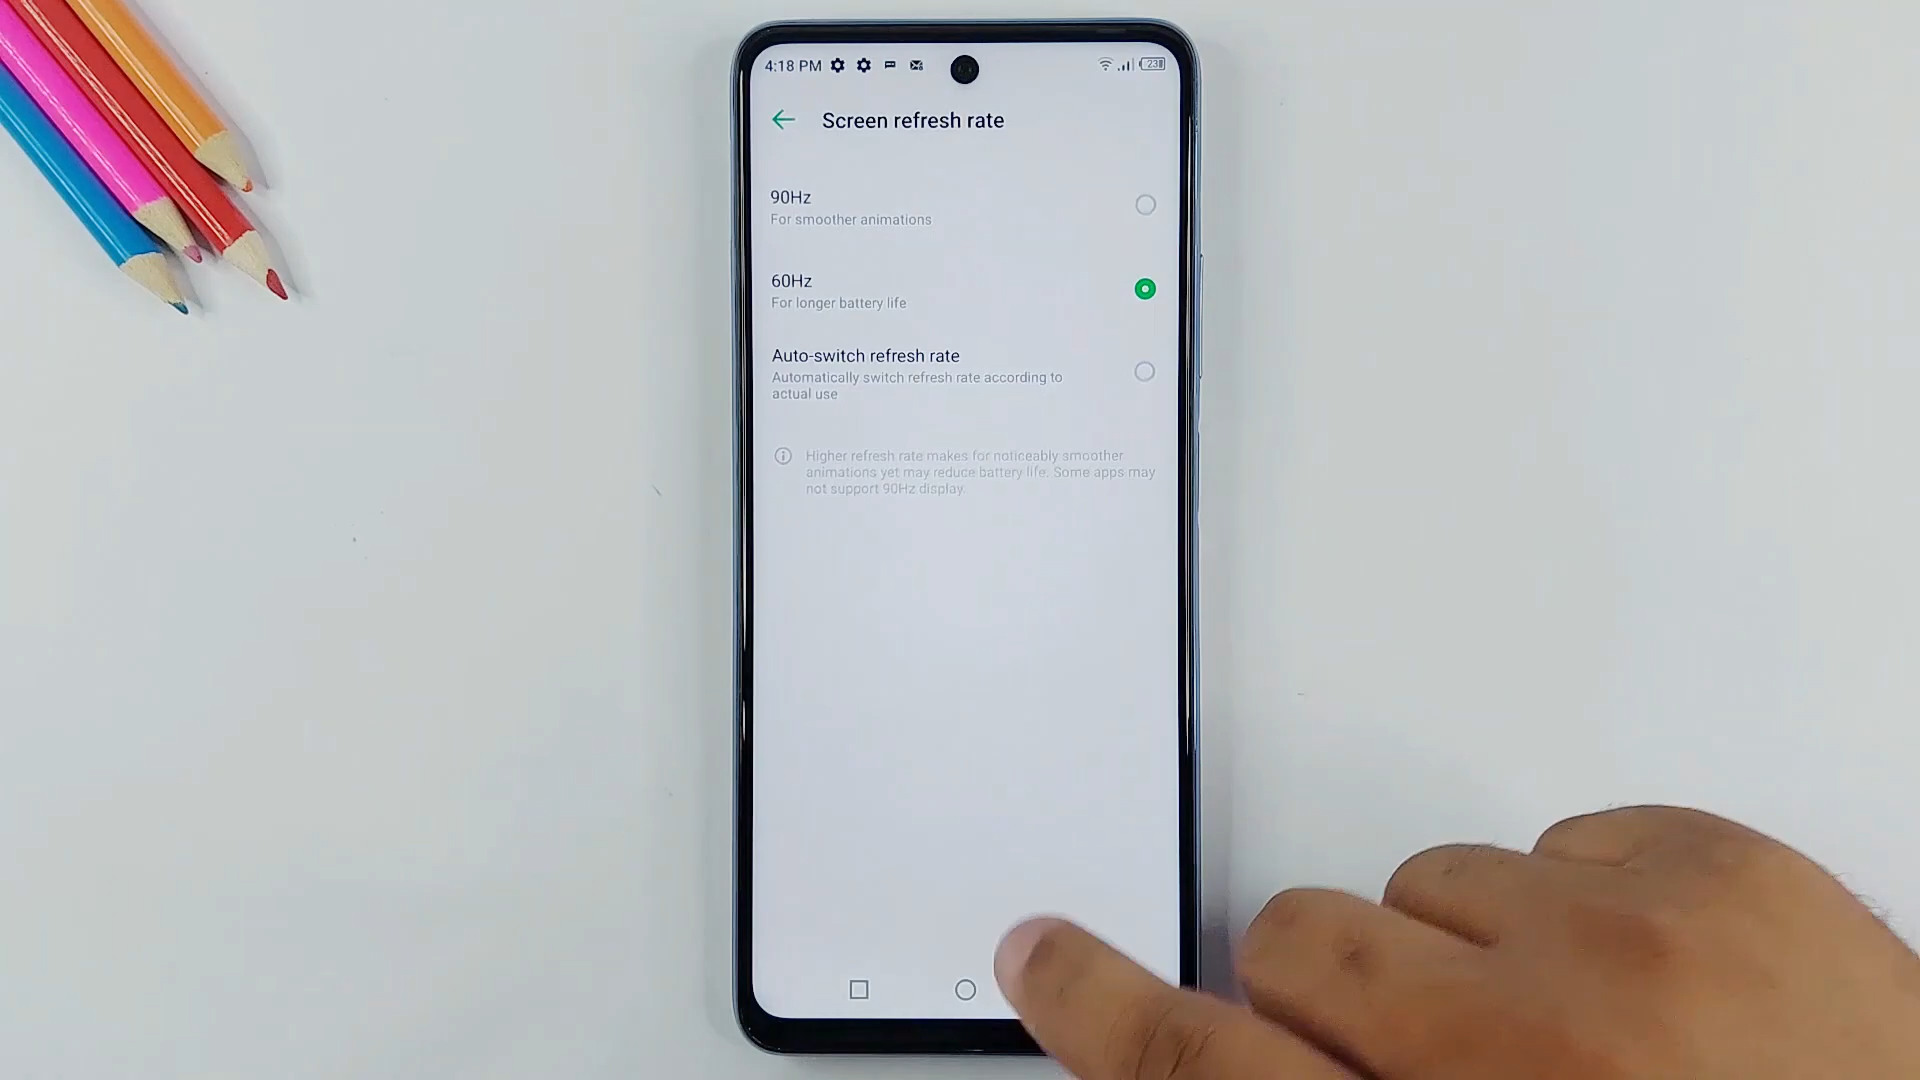 4:18 PM
23
Screen refresh rate
90Hz
For smoother animations
60Hz
For longer battery life
Auto-switch refresh rate
Automatically switch refresh rate according to
actual use
Higher refresh rate makes for noticeably smoother
animations yet may reduce battery life. Some apps may
not support 90Hz display.